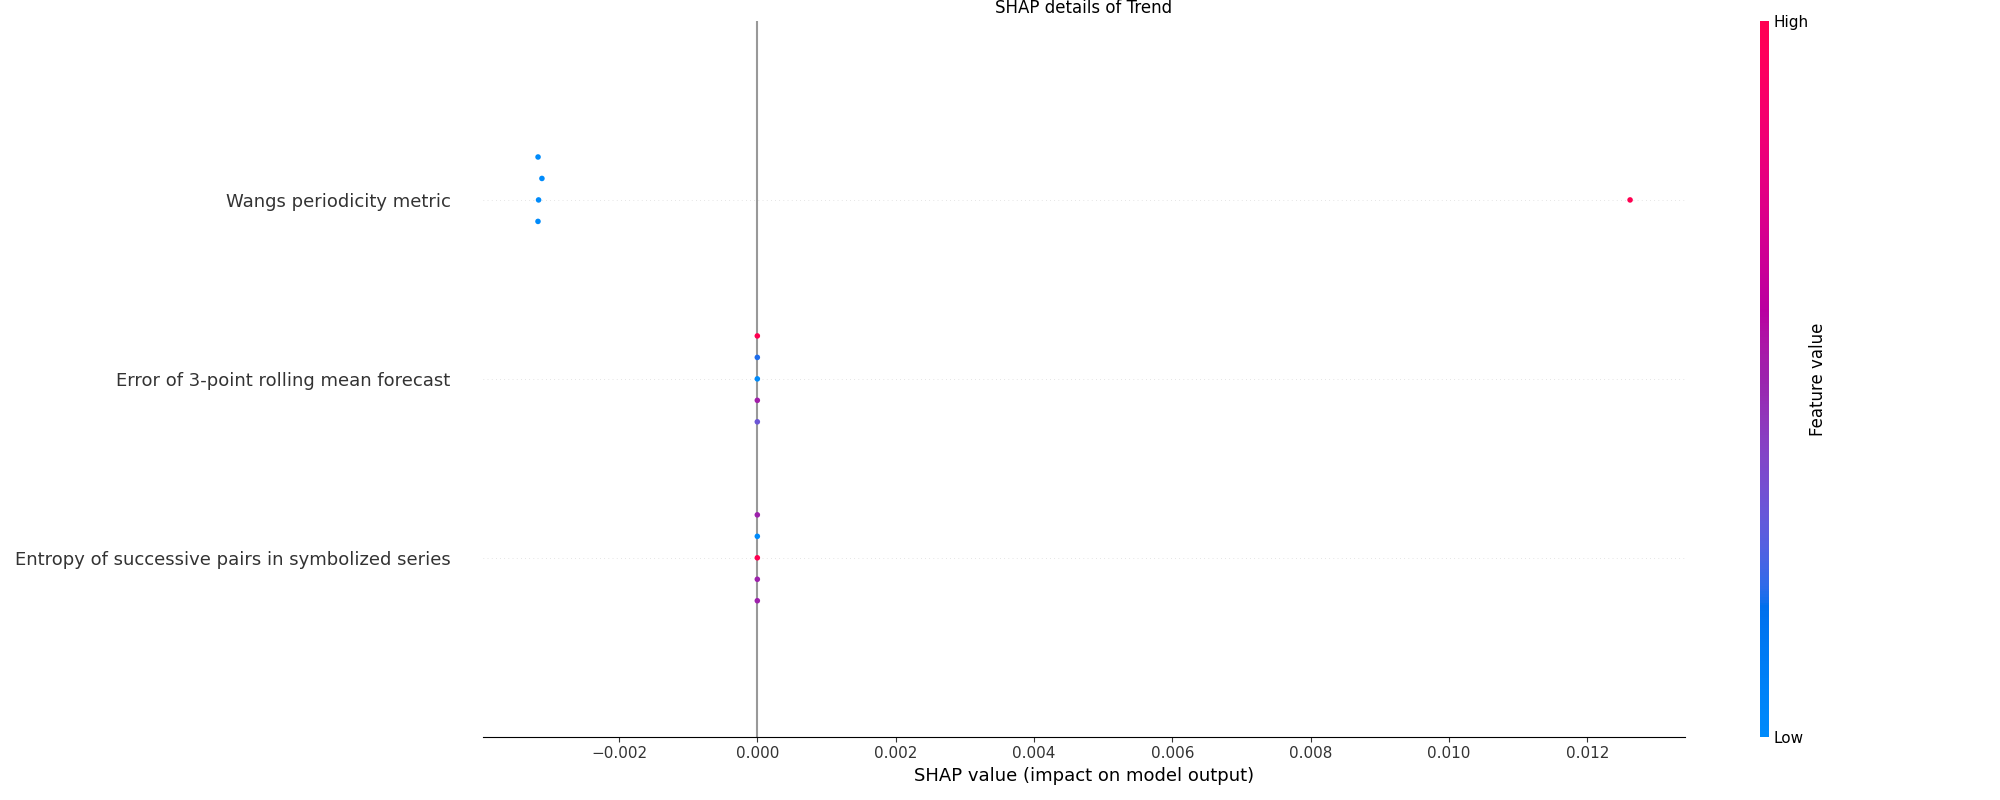 SHAP details of Trend
High
Wangs periodicity metric
Error of 3-point rolling mean forecast
Feature value
Entropy of successive pairs in symbolized series
Low
−0.002 0.000 0.002 0.004 0.006 0.008 0.010 0.012
SHAP value (impact on model output)